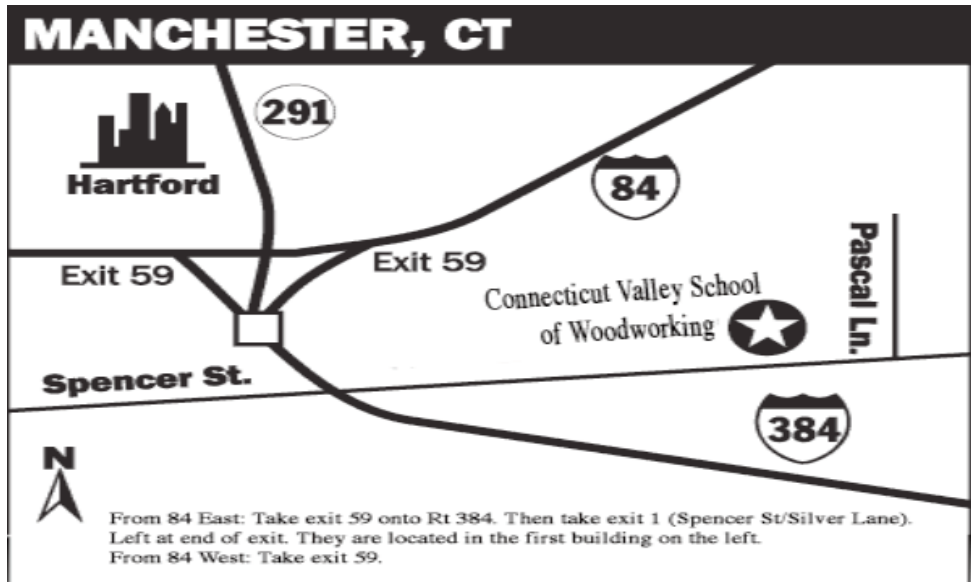 MANCHESTER, CT
291
Hartford
84
Exit 59
Exit 59
Pascal Ln.
Connecticut Valley School
of Woodworking
Spencer St.
384
N
From 84 East: Take exit 59 onto Rt 384. Then take exit 1 (Spencer St/Silver Lane).
Left at end of exit. They are located in the first building on the left.
From 84 West: Take exit 59.